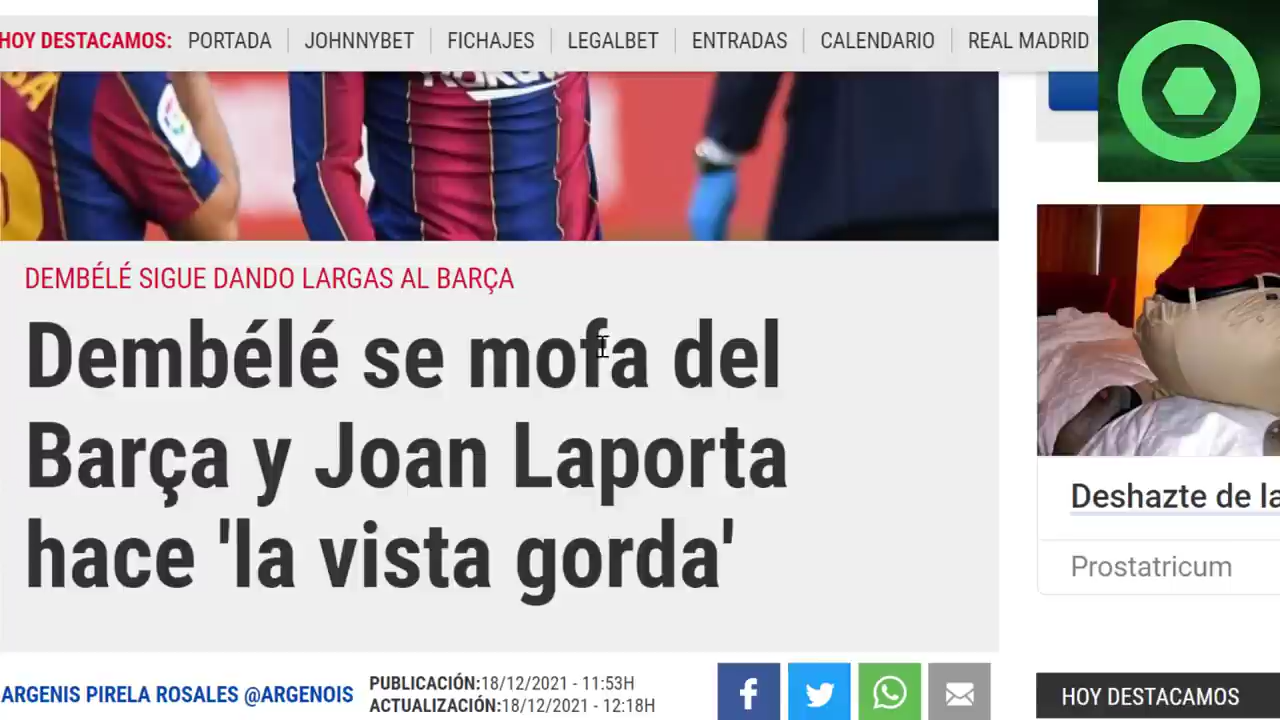 HOY DESTACAMOS: PORTADA JOHNNYBET FICHAJES LEGALBET ENTRADAS CALENDARIO REAL MADRID
DEMBÉLÉ SIGUE DANDO LARGAS AL BARÇA
Dembélé se mofa del
Barça y Joan Laporta
hace 'la vista gorda'
ARGENIS PIRELA ROSALES @ARGENOIS
PUBLICACIÓN:18/12/2021 - 11:53H
ACTUALIZACIÓN:18/12/2021 - 12:18H
Deshazte de la
Prostatricum
HOY DESTACAMOS